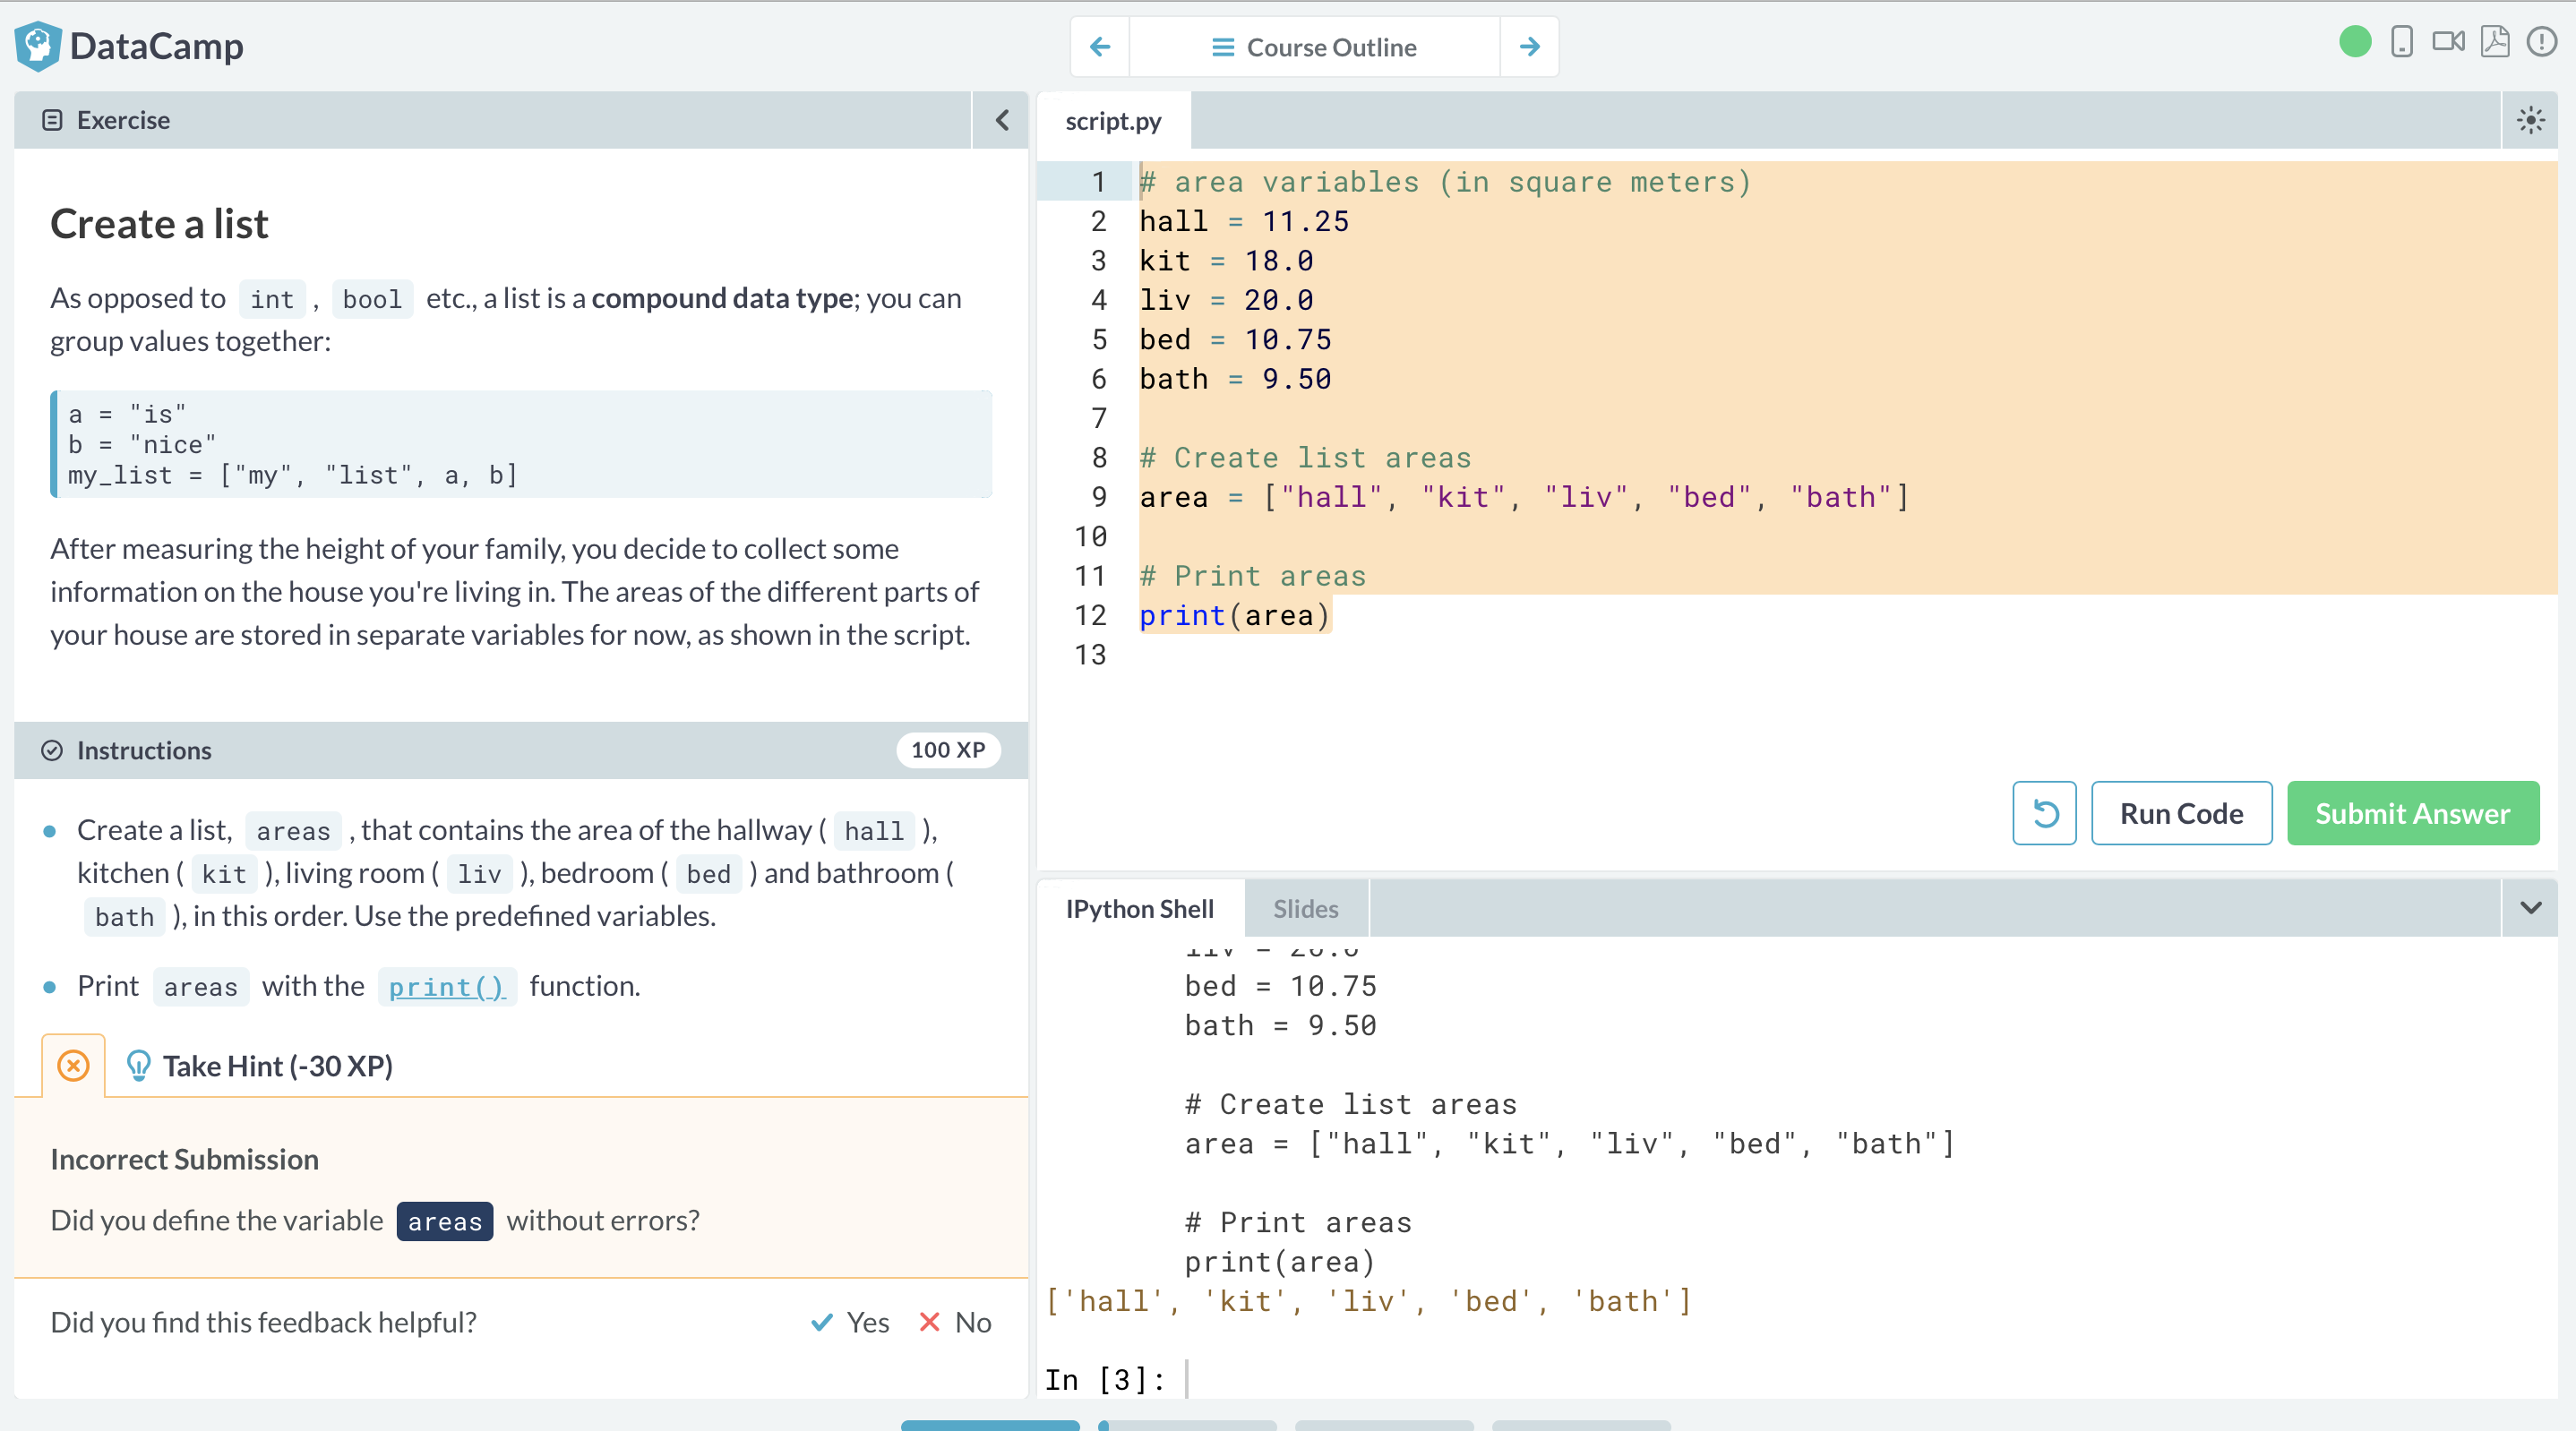 DataCamp
Course Outline
Exercise
Create a list
As opposed to int , bool etc., a list is a compound data type; you can
group values together:
a = "is"
b = "nice"
my_list = ["my", "list", a, b]
After measuring the height of your family, you decide to collect some
information on the house you're living in. The areas of the different parts of
your house are stored in separate variables for now, as shown in the script.
Instructions
100 XP
Create a list, areas , that contains the area of the hallway ( hall ),
kitchen ( kit ), living room ( liv ), bedroom ( bed ) and bathroom (
bath ), in this order. Use the predefined variables.
Print areas with the print() function.
Take Hint (-30 XP)
Incorrect Submission
Did you define the variable areas without errors?
Did you find this feedback helpful?
Yes
No
script.py
1 # area variables (in square meters)
2 hall = 11.25
3 kit = 18.0
4 liv = 20.0
5 bed = 10.75
6 bath = 9.50
7
8 # Create list areas
9 area = ["hall", "kit", "liv", "bed", "bath"]
10
11 # Print areas
12 print(area)
13
Run Code
Submit Answer
IPython Shell
Slides
liv = 20.0
bed = 10.75
bath = 9.50
# Create list areas
area = ["hall", "kit", "liv", "bed", "bath"]
# Print areas
print(area)
['hall', 'kit', 'liv', 'bed', 'bath']
In [3]: